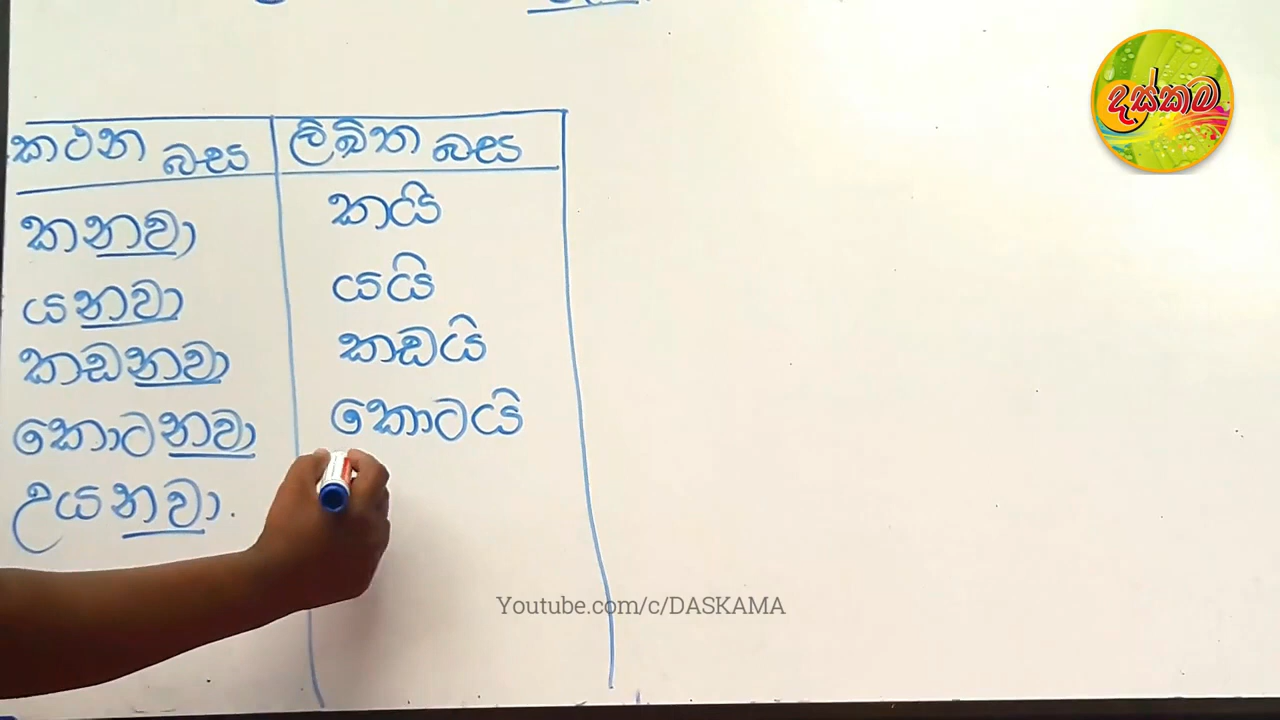 දස්කම
කථන බස ලිඛිත බස
කනවා කයි
යනවා යයි
කඩනවා කඩයි
කොටනවා කොටයි
උයනවා.
Youtube.com/c/DASKAMA